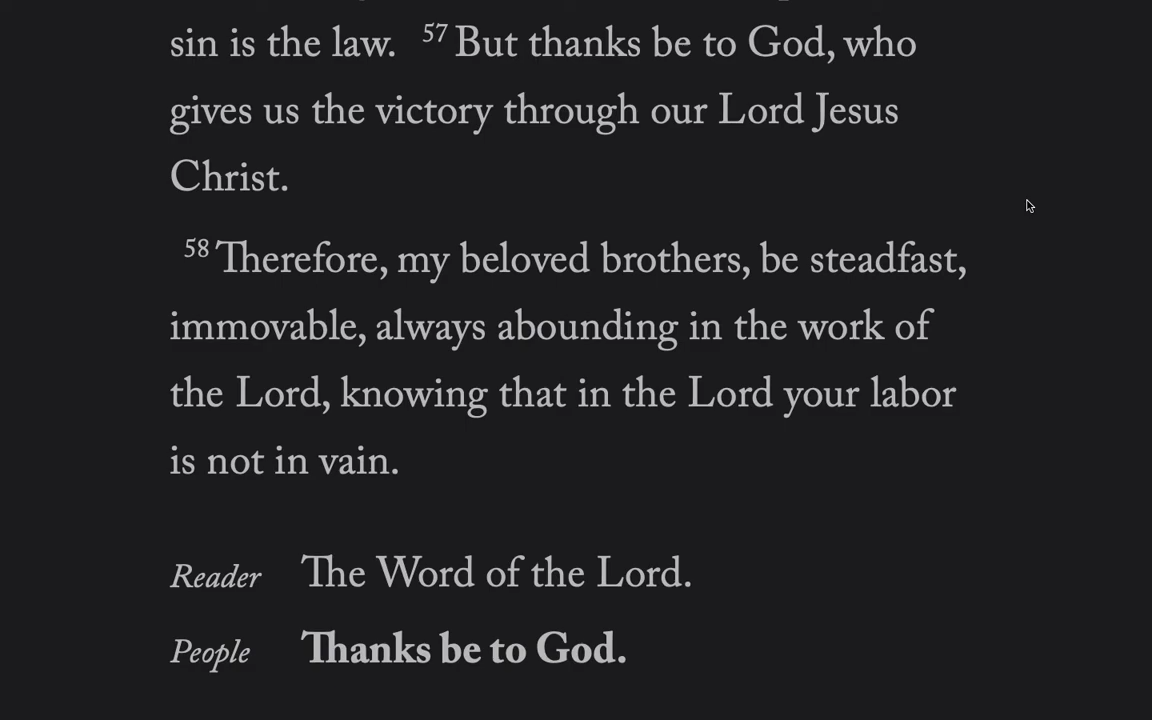 sin is the law. 57 But thanks be to God, who
gives us the victory through our Lord Jesus
Christ.
58 Therefore, my beloved brothers, be steadfast,
immovable, always abounding in the work of
the Lord, knowing that in the Lord your labor
is not in vain.
Reader The Word of the Lord.
People Thanks be to God.